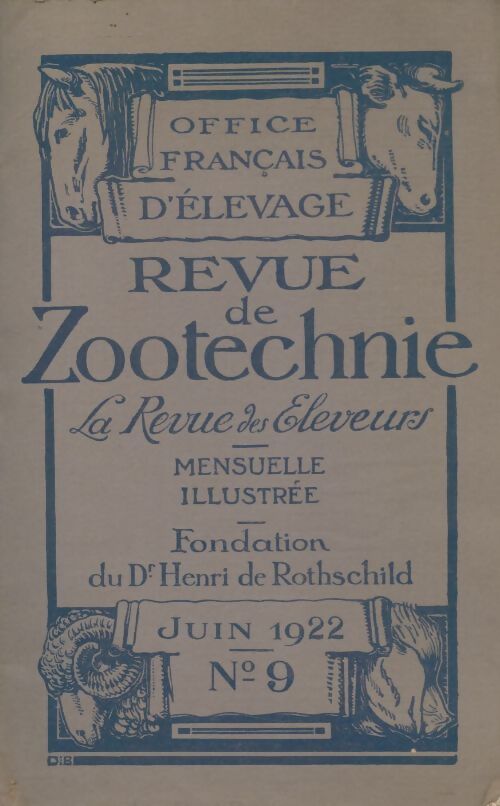 OFFICE
FRANÇAIS
D'ÉLEVAGE
REVUE
de
Zootechnie
La Revue des Eleveurs
MENSUELLE
ILLUSTRÉE
Fondation
du Dr Henri de Rothschild
JUIN 1922
Nº 9